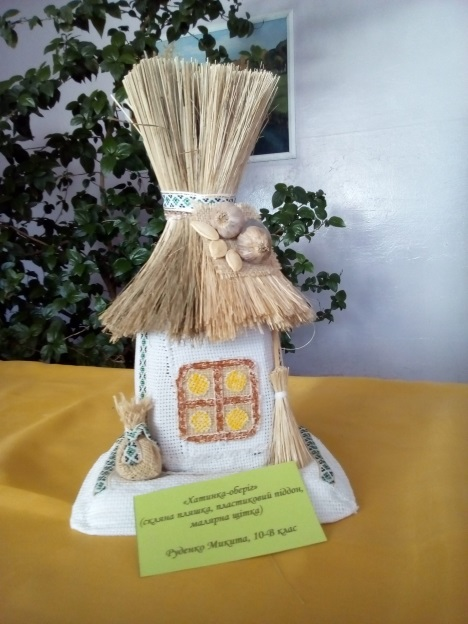 «Хатинка-оберіг»
(скляна пляшка, пластиковий піддон,
малярна щітка)
Руденко Микита, 10-В клас